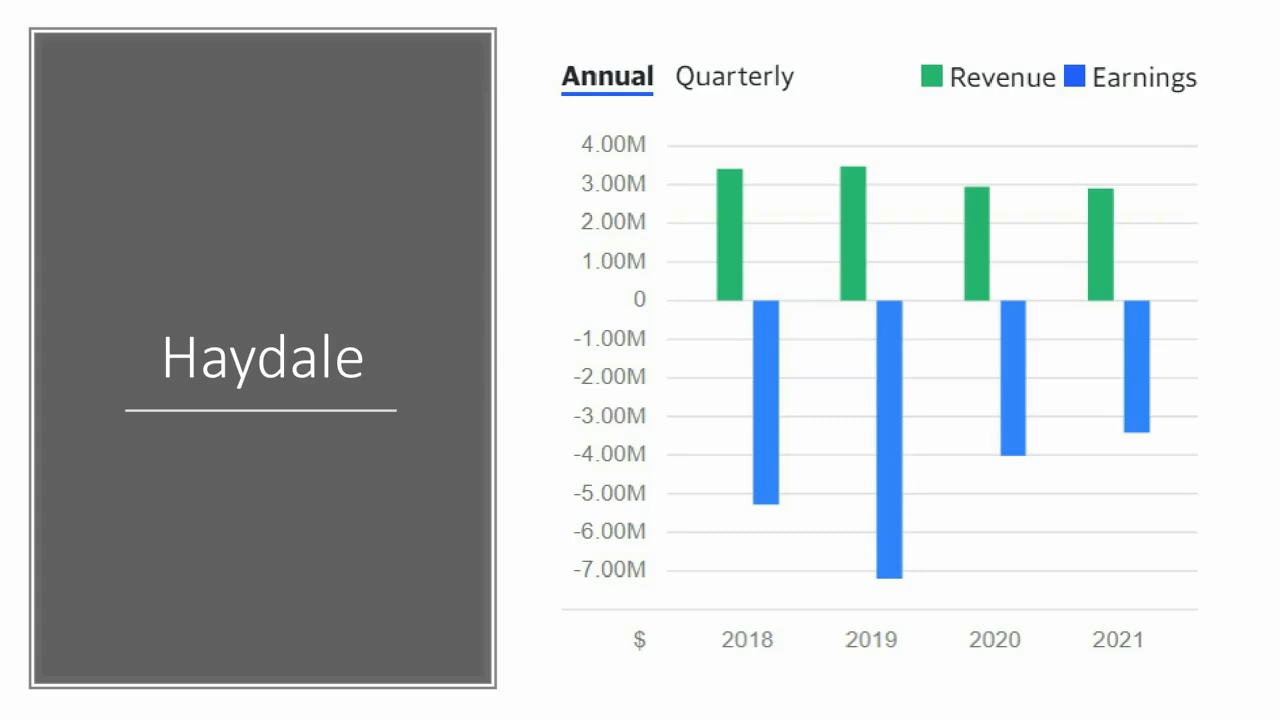 Haydale
Annual Quarterly
Revenue Earnings
4.00M
3.00M
2.00M
1.00M
0
-1.00M
-2.00M
-3.00M
-4.00M
-5.00M
-6.00M
-7.00M
$ 2018 2019 2020 2021